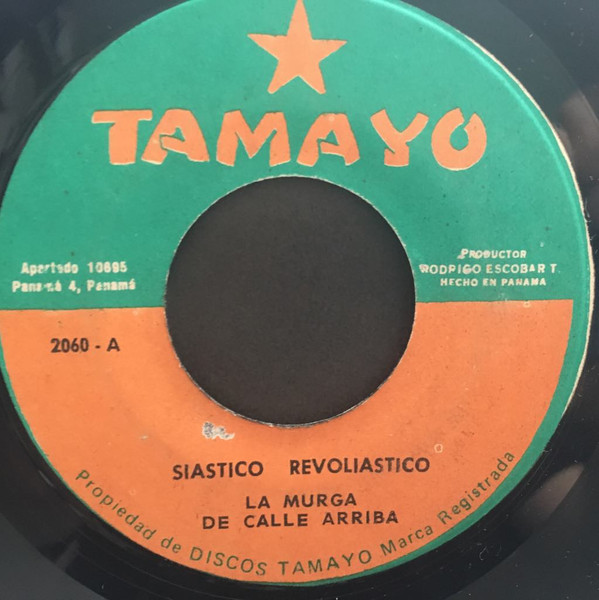 TAMAYO
Apartado 10695
Panamá 4, Panamá
PRODUCTOR
RODRIGO ESCOBAR T.
HECHO EN PANAMA
2060 - A
SIASTICO REVOLIASTICO
LA MURGA
DE CALLE ARRIBA
Propiedad de DISCOS TAMAYO Marca Registrada